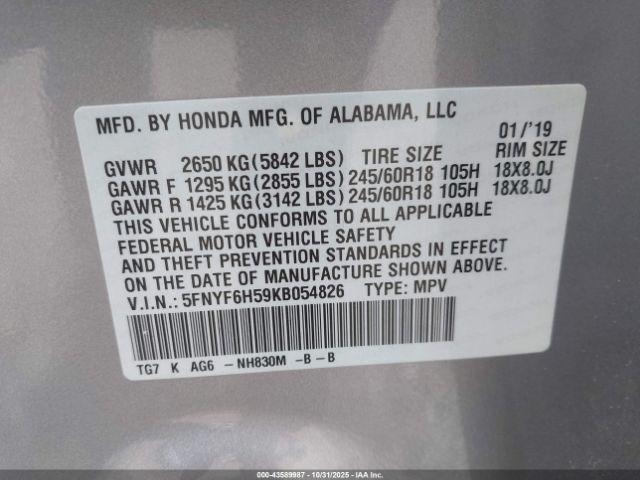 MFD. BY HONDA MFG. OF ALABAMA, LLC
01/'19
GVWR 2650 KG(5842 LBS) TIRE SIZE RIM SIZE
GAWR F 1295 KG(2855 LBS) 245/60R18 105H 18X8.0J
GAWR R 1425 KG(3142 LBS) 245/60R18 105H 18X8.0J
THIS VEHICLE CONFORMS TO ALL APPLICABLE
FEDERAL MOTOR VEHICLE SAFETY
AND THEFT PREVENTION STANDARDS IN EFFECT
ON THE DATE OF MANUFACTURE SHOWN ABOVE.
V.I.N.: 5FNYF6H59KB054826 TYPE: MPV
TG7 K AG6 -NH830M -B-B
000-43589987 - 10/31/2025 - Copyright IAA, Inc.